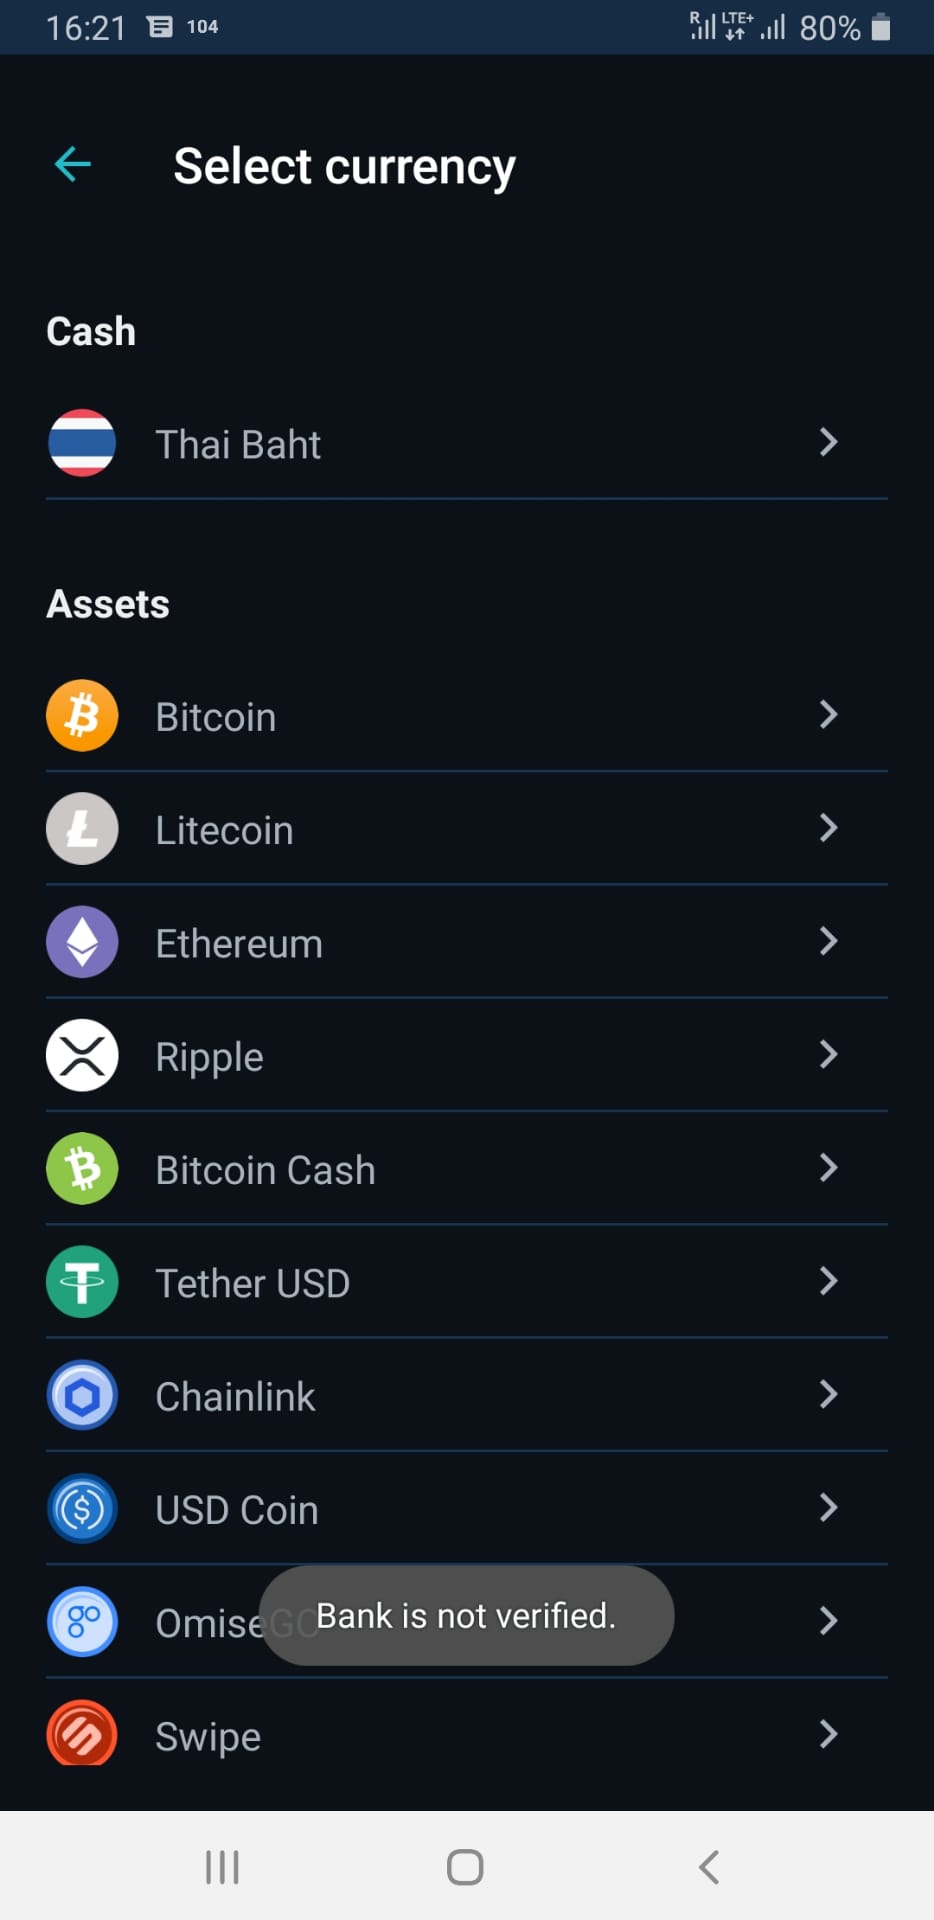 16:21 104 R LTE+ 80%
Select currency
Cash
Thai Baht
Assets
Bitcoin
Litecoin
Ethereum
Ripple
Bitcoin Cash
Tether USD
Chainlink
USD Coin
OmiseGO
Bank is not verified.
Swipe